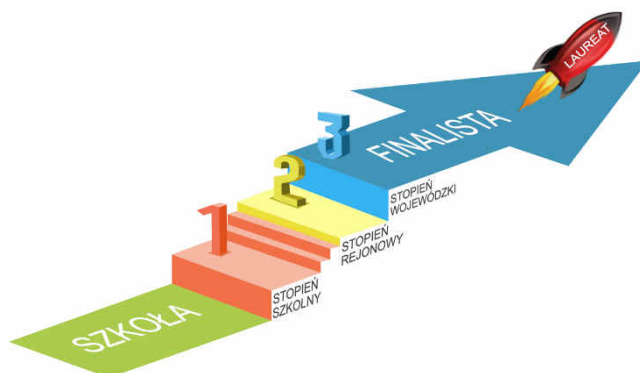 LAUREAT
3
FINALISTA
2
STOPIEŃ
WOJEWÓDZKI
1
STOPIEŃ
REJONOWY
STOPIEŃ
SZKOLNY
SZKOŁA